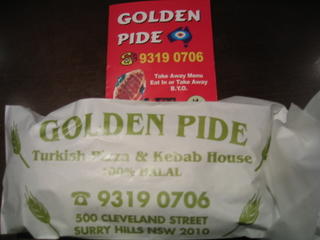 GOLDEN
PIDE
☎ 9319 0706
Take Away Menu
Eat In or Take Away
B.Y.O.
GOLDEN PIDE
Turkish Pizza & Kebab House
100% HALAL
☎ 9319 0706
500 CLEVELAND STREET
SURRY HILLS NSW 2010